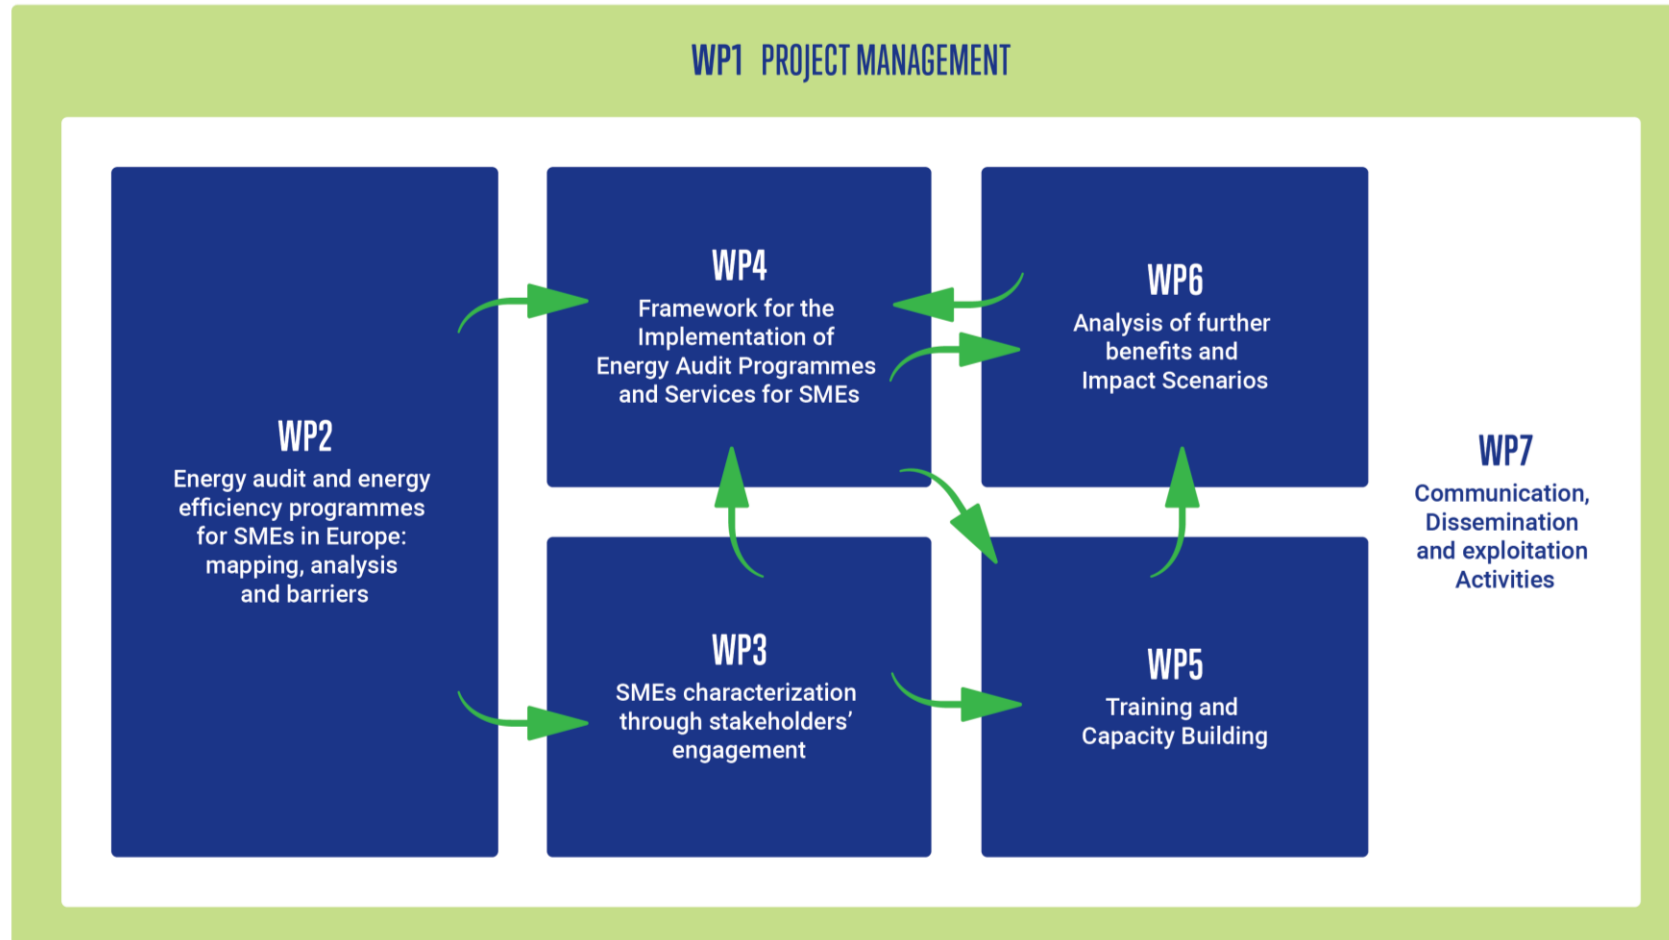 WP1 PROJECT MANAGEMENT
WP2
Energy audit and energy
efficiency programmes
for SMEs in Europe:
mapping, analysis
and barriers
WP4
Framework for the
Implementation of
Energy Audit Programmes
and Services for SMEs
WP3
SMEs characterization
through stakeholders’
engagement
WP6
Analysis of further
benefits and
Impact Scenarios
WP5
Training and
Capacity Building
WP7
Communication,
Dissemination
and exploitation
Activities